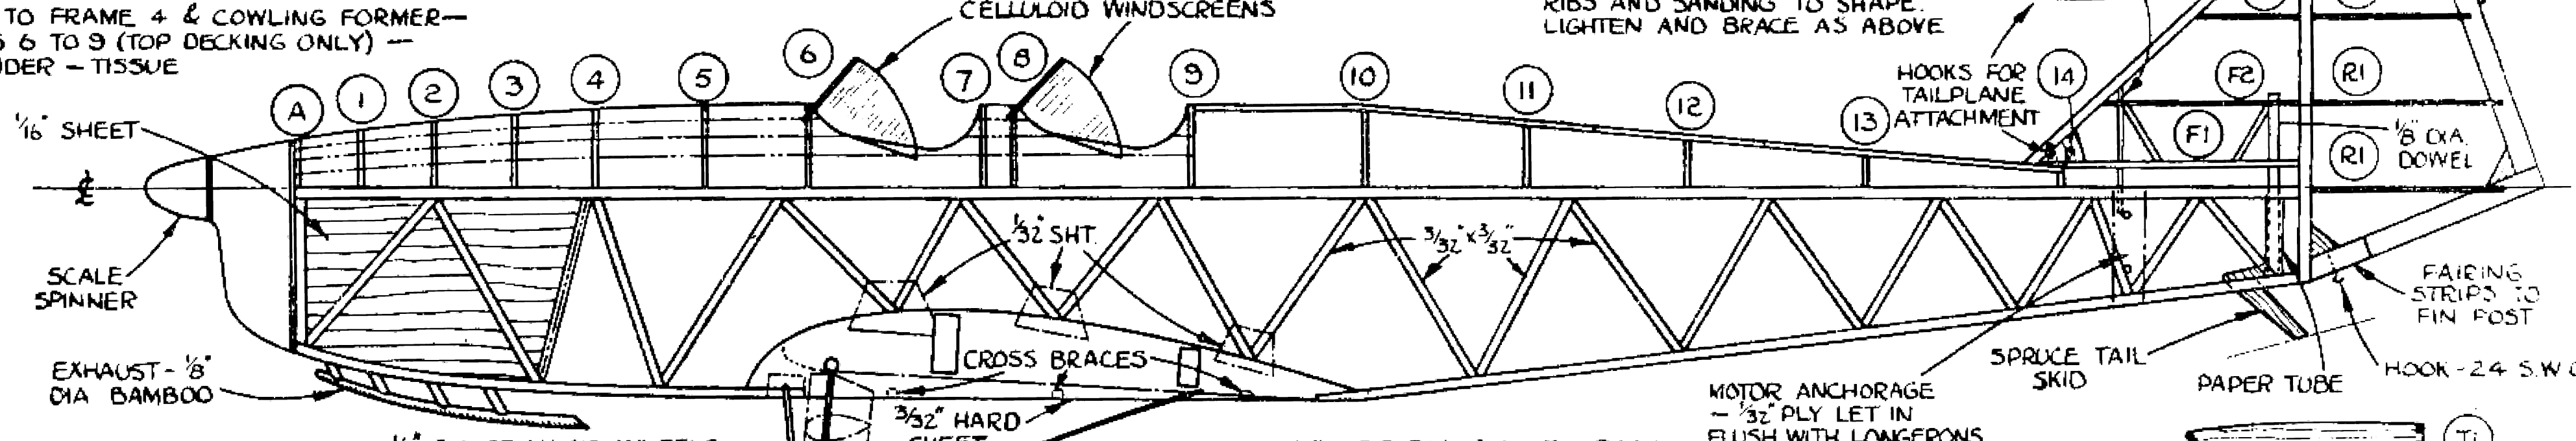 TO FRAME 4 & COWLING FORMER—
6 TO 9 (TOP DECKING ONLY) —
DER – TISSUE
CELLULOID WINDSCREENS
RIBS AND SANDING TO SHAPE.
LIGHTEN AND BRACE AS ABOVE
A
1
2
3
4
5
6
7
8
9
10
11
12
13
14
HOOKS FOR
TAILPLANE
ATTACHMENT
F2
R1
F1
R1
1/8" DIA.
DOWEL
1/16" SHEET
℄
SCALE
SPINNER
1/32" SHT.
3/32" x 3/32"
EXHAUST – 1/8"
DIA BAMBOO
CROSS BRACES
3/32" HARD
SHEET
MOTOR ANCHORAGE
– 1/32" PLY LET IN
FLUSH WITH LONGERONS
SPRUCE TAIL
SKID
PAPER TUBE
FAIRING
STRIPS TO
FIN POST
HOOK – 24 S.W.G
T1